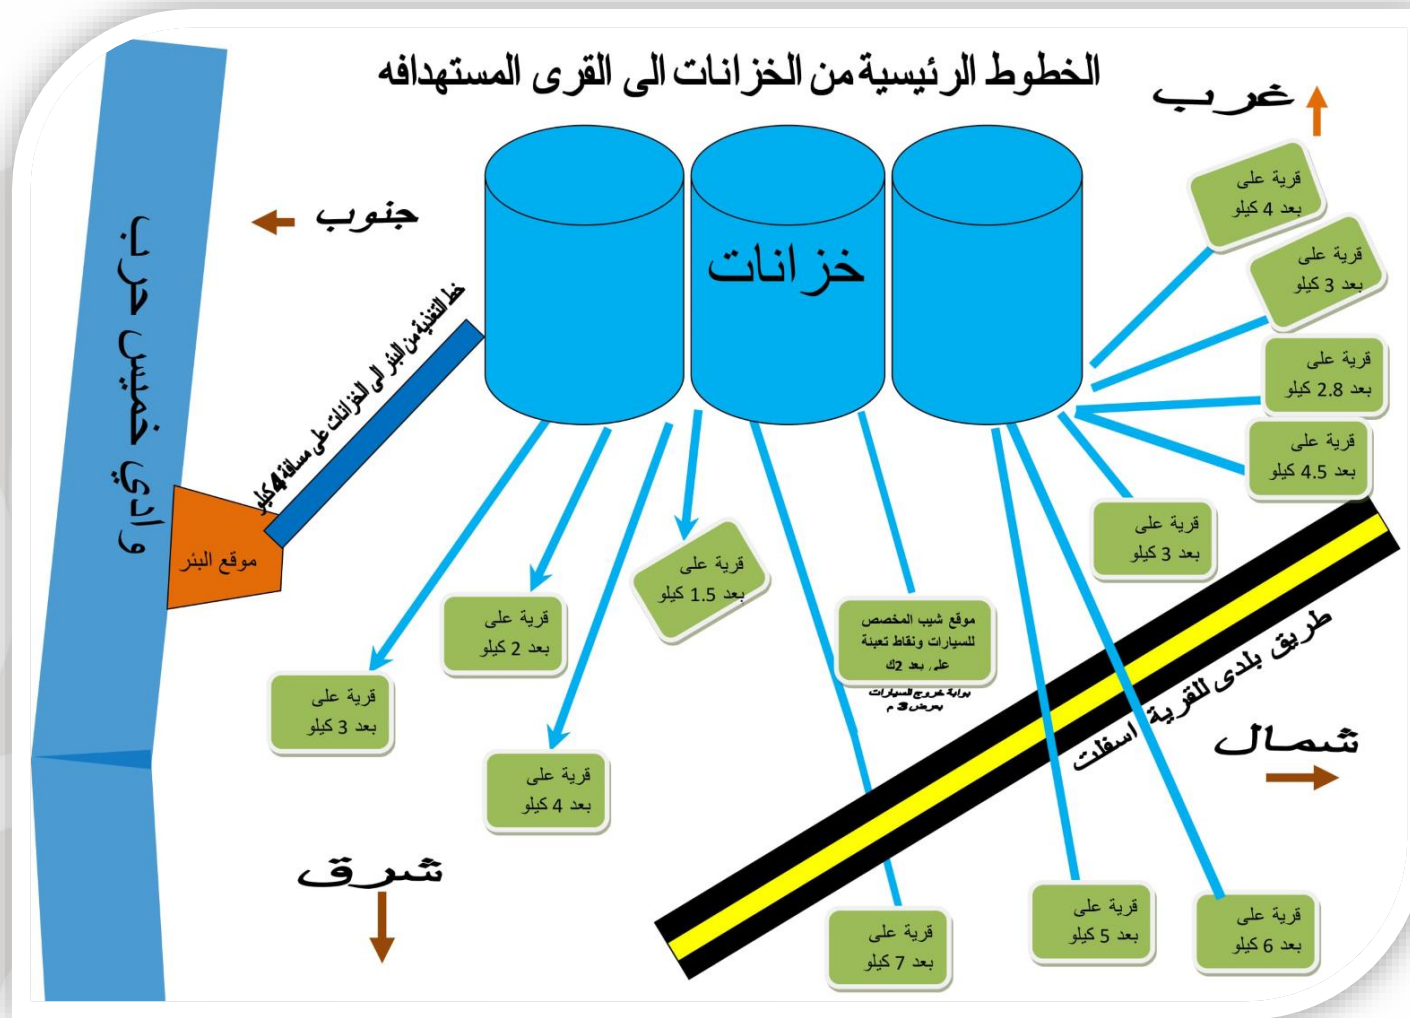 الخطوط الرئيسية من الخزانات الى القرى المستهدافه
غرب
جنوب
خزانات
وادي خميس حرب
خط التغذية من البئر الى الخزانات على مسافة 4 كيلو
موقع البئر
قرية على
بعد 4 كيلو
قرية على
بعد 3 كيلو
قرية على
بعد 2.8 كيلو
قرية على
بعد 4.5 كيلو
قرية على
بعد 3 كيلو
قرية على
بعد 1.5 كيلو
قرية على
بعد 2 كيلو
قرية على
بعد 3 كيلو
قرية على
بعد 4 كيلو
موقع شيب المخصص
للسيارات ونقاط تعبئة
على بعد 2ك
بوابة خروج السيارات
بعرض 3 م
طريق بلدى للقرية اسفلت
شمال
شرق
قرية على
بعد 7 كيلو
قرية على
بعد 5 كيلو
قرية على
بعد 6 كيلو